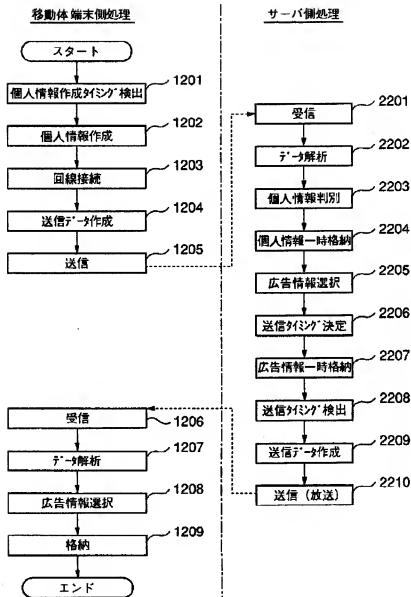 移動体端末側処理
スタート
個人情報作成タイミング検出
1201
個人情報作成
1202
回線接続
1203
送信データ作成
1204
送信
1205
受信
1206
データ解析
1207
広告情報選択
1208
格納
1209
エンド
サーバ側処理
受信
2201
データ解析
2202
個人情報判別
2203
個人情報一時格納
2204
広告情報選択
2205
送信タイミング決定
2206
広告情報一時格納
2207
送信タイミング検出
2208
送信データ作成
2209
送信（放送）
2210